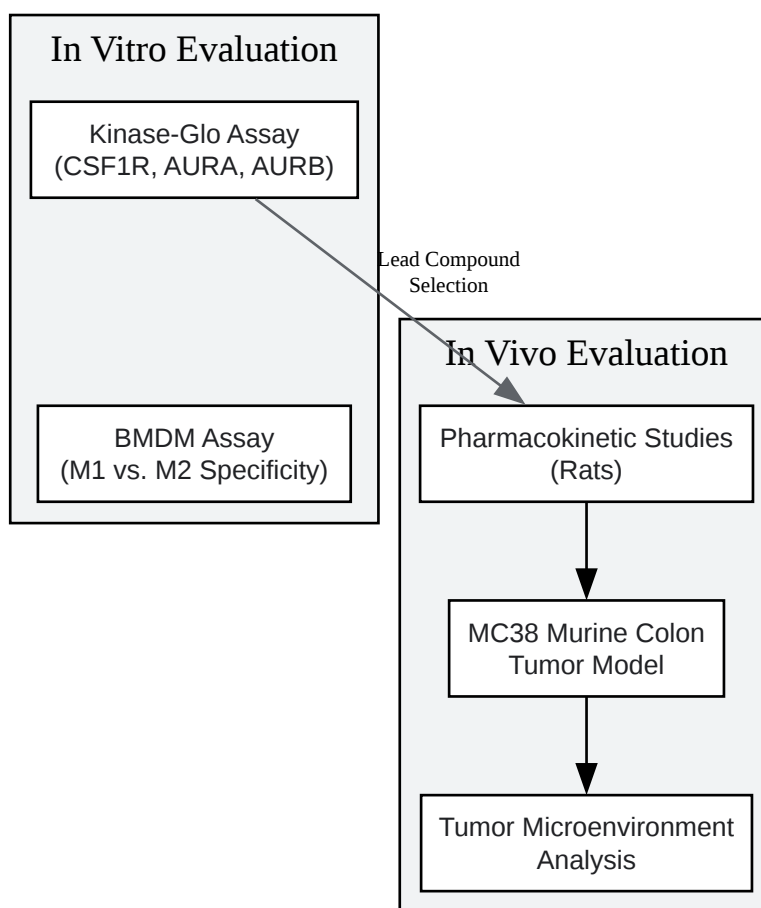 In Vitro Evaluation
Kinase-Glo Assay
(CSF1R, AURA, AURB)
BMDM Assay
(M1 vs. M2 Specificity)
Lead Compound
Selection
In Vivo Evaluation
Pharmacokinetic Studies
(Rats)
MC38 Murine Colon
Tumor Model
Tumor Microenvironment
Analysis